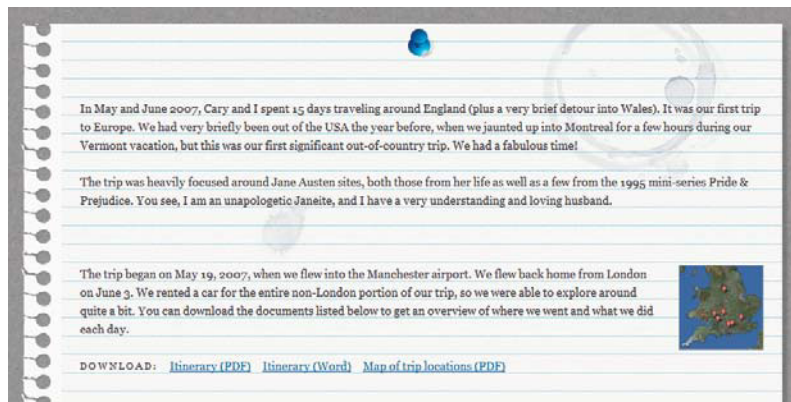 In May and June 2007, Cary and I spent 15 days traveling around England (plus a very brief detour into Wales). It was our first trip
to Europe. We had very briefly been out of the USA the year before, when we jaunted up into Montreal for a few hours during our
Vermont vacation, but this was our first significant out-of-country trip. We had a fabulous time!
The trip was heavily focused around Jane Austen sites, both those from her life as well as a few from the 1995 mini-series Pride &
Prejudice. You see, I am an unapologetic Janeite, and I have a very understanding and loving husband.
The trip began on May 19, 2007, when we flew into the Manchester airport. We flew back home from London
on June 3. We rented a car for the entire non-London portion of our trip, so we were able to explore around
quite a bit. You can download the documents listed below to get an overview of where we went and what we did
each day.
DOWNLOAD: Itinerary (PDF) Itinerary (Word) Map of trip locations (PDF)